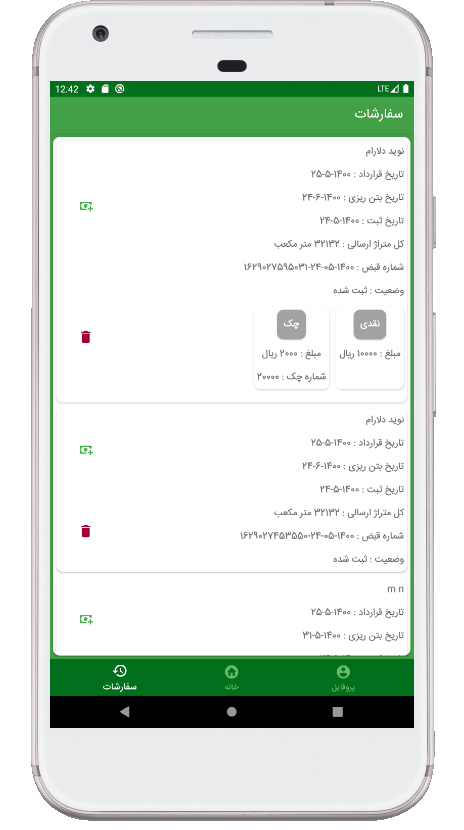 12:42
LTE
سفارشات
نوید دلارام
تاریخ قرارداد : ۱۴۰۰-۵-۲۵
تاریخ بتن ریزی : ۱۴۰۰-۶-۲۴
تاریخ ثبت : ۱۴۰۰-۵-۲۴
کل متراژ ارسالی : ۳۲۱۳۲ متر مکعب
شماره قبض : ۱۴۰۰-۰۵-۲۴-۱۶۲۹۰۲۷۵۹۵۰۳۱
وضعیت : ثبت شده
نقدی
مبلغ : ۱۰۰۰۰ ریال
چک
مبلغ : ۲۰۰۰ ریال
شماره چک : ۲۰۰۰۰
نوید دلارام
تاریخ قرارداد : ۱۴۰۰-۵-۲۵
تاریخ بتن ریزی : ۱۴۰۰-۶-۲۴
تاریخ ثبت : ۱۴۰۰-۵-۲۴
کل متراژ ارسالی : ۳۲۱۳۲ متر مکعب
شماره قبض : ۱۴۰۰-۰۵-۲۴-۱۶۲۹۰۲۷۴۵۳۵۵۰
وضعیت : ثبت شده
m n
تاریخ قرارداد : ۱۴۰۰-۵-۲۵
تاریخ بتن ریزی : ۱۴۰۰-۵-۳۱
پروفایل
خانه
سفارشات